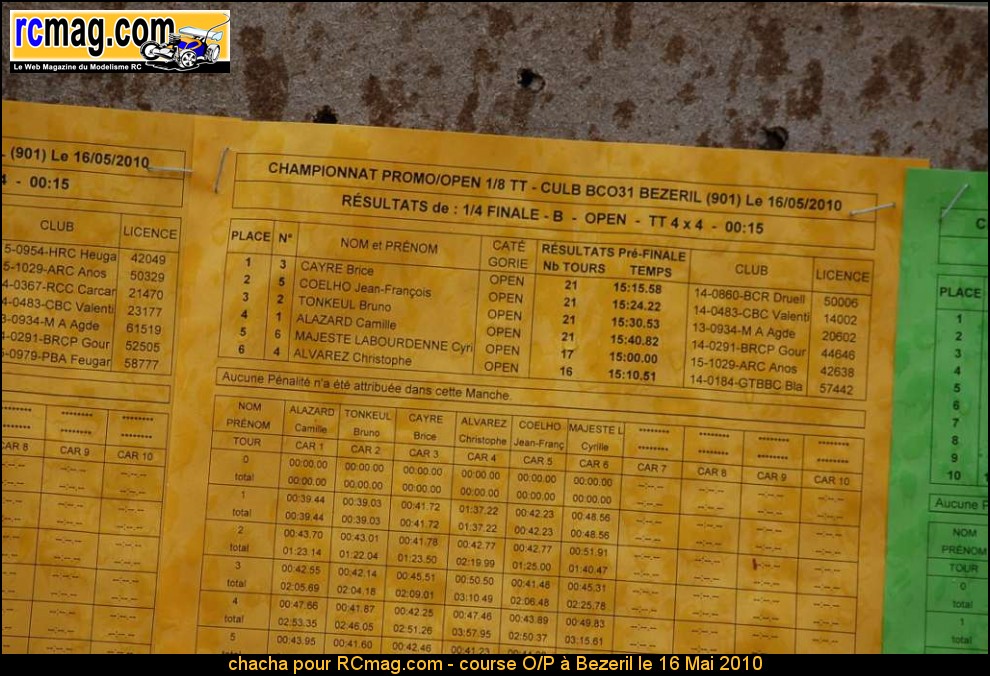 rcmag.com
Le Web Magazine du Modelisme RC
L (901) Le 16/05/2010
4 - 00:15
CLUB LICENCE
5-0954-HRC Heuga 42049
5-1029-ARC Anos 50329
4-0367-RCC Carcar 21470
4-0483-CBC Valenti 23177
3-0934-M A Agde 61519
4-0291-BRCP Gour 52505
5-0979-PBA Feugar 58777
******** ******** ********
******** ******** ********
CAR 8 CAR 9 CAR 10
CHAMPIONNAT PROMO/OPEN 1/8 TT - CULB BCO31 BEZERIL (901) Le 16/05/2010
RÉSULTATS de : 1/4 FINALE - B - OPEN - TT 4 x 4 - 00:15
PLACE N° NOM et PRÉNOM CATÉ GORIE RÉSULTATS Pré-FINALE CLUB LICENCE
Nb TOURS TEMPS
1 3 CAYRE Brice OPEN 21 15:15.58 14-0860-BCR Druell 50006
2 5 COELHO Jean-François OPEN 21 15:24.22 14-0483-CBC Valenti 14002
3 2 TONKEUL Bruno OPEN 21 15:30.53 13-0934-M A Agde 20602
4 1 ALAZARD Camille OPEN 21 15:40.82 14-0291-BRCP Gour 44646
5 6 MAJESTE LABOURDENNE Cyri OPEN 17 15:00.00 15-1029-ARC Anos 42638
6 4 ALVAREZ Christophe OPEN 16 15:10.51 14-0184-GTBBC Bla 57442
Aucune Pénalité n'a été attribuée dans cette Manche.
NOM ALAZARD TONKEUL CAYRE ALVAREZ COELHO MAJESTE L ******** ******** ******** ********
PRÉNOM Camille Bruno Brice Christophe Jean-Franç Cyrille ******** ******** ******** ********
TOUR CAR 1 CAR 2 CAR 3 CAR 4 CAR 5 CAR 6 CAR 7 CAR 8 CAR 9 CAR 10
0 00:00.00 00:00.00 00:00.00 00:00.00 00:00.00 00:00.00 --:--.-- --:--.-- --:--.-- --:--.--
total 00:00.00 00:00.00 00:00.00 00:00.00 00:00.00 00:00.00 --:--.-- --:--.-- --:--.-- --:--.--
1 00:39.44 00:39.03 00:41.72 01:37.22 00:42.23 00:48.56 --:--.-- --:--.-- --:--.-- --:--.--
total 00:39.44 00:39.03 00:41.72 01:37.22 00:42.23 00:48.56 --:--.-- --:--.-- --:--.-- --:--.--
2 00:43.70 00:43.01 00:41.78 00:42.77 00:42.77 00:51.91 --:--.-- --:--.-- --:--.-- --:--.--
total 01:23.14 01:22.04 01:23.50 02:19.99 01:25.00 01:40.47 --:--.-- --:--.-- --:--.-- --:--.--
3 00:42.55 00:42.14 00:45.51 00:50.50 00:41.48 00:45.31 --:--.-- --:--.-- --:--.-- --:--.--
total 02:05.69 02:04.18 02:09.01 03:10.49 02:06.48 02:25.78 --:--.-- --:--.-- --:--.-- --:--.--
4 00:47.66 00:41.87 00:42.25 00:47.46 00:43.89 00:49.83 --:--.-- --:--.-- --:--.-- --:--.--
total 02:53.35 02:46.05 02:51.26 03:57.95 02:50.37 03:15.61 --:--.-- --:--.-- --:--.-- --:--.--
5 00:43.95 00:41.60 00:42.46 00:41.23
C
PLACE
1
2
3
4
5
6
7
8
9
10
Aucune P
NOM
PRÉNOM
TOUR
0
total
1
total
chacha pour RCmag.com - course O/P à Bezeril le 16 Mai 2010